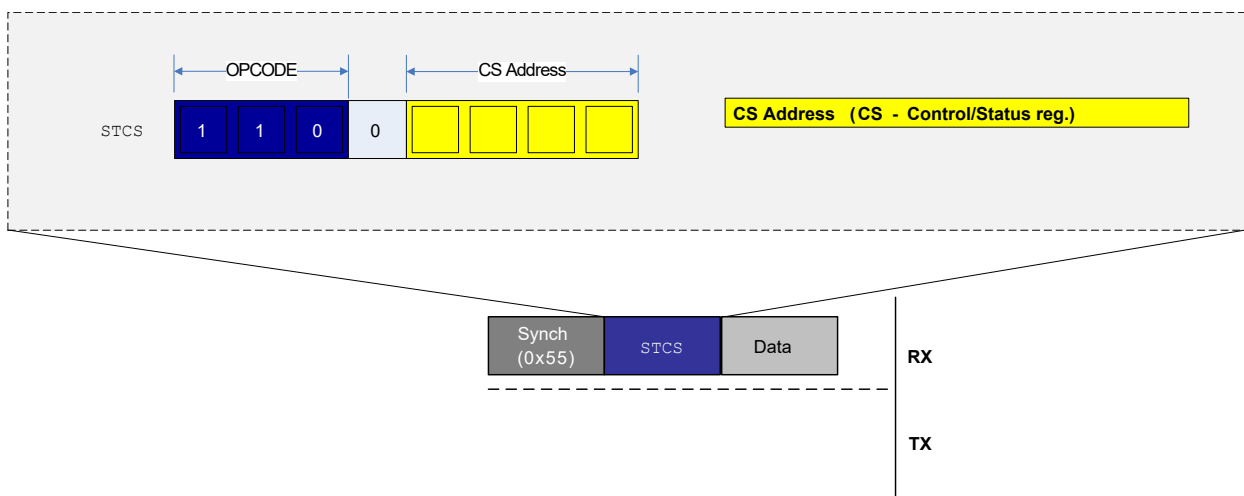 OPCODE
CS Address
STCS
1 1 0 0
CS Address (CS - Control/Status reg.)
Synch
(0x55)
STCS
Data
RX
TX